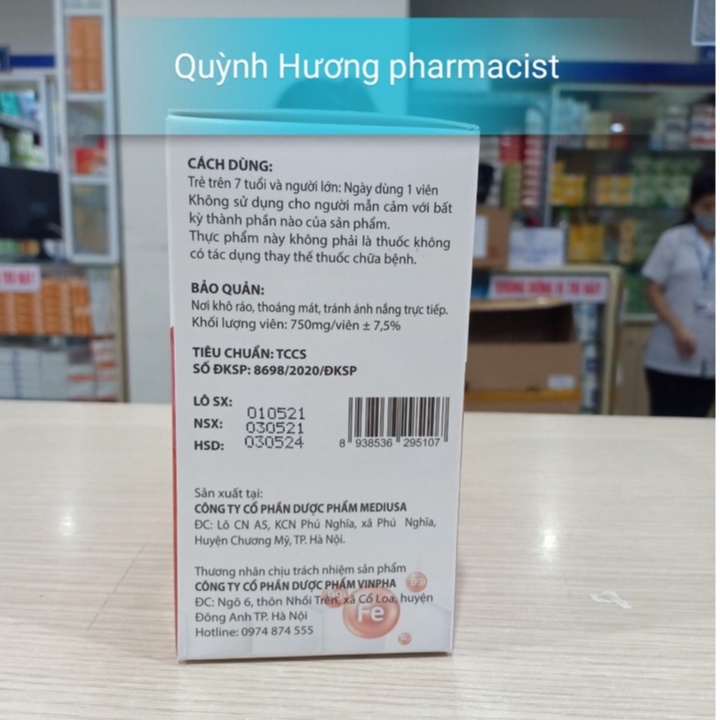 Quỳnh Hương pharmacist
CÁCH DÙNG:
Trẻ trên 7 tuổi và người lớn: Ngày dùng 1 viên
Không sử dụng cho người mẫn cảm với bất
kỳ thành phần nào của sản phẩm.
Thực phẩm này không phải là thuốc không
có tác dụng thay thế thuốc chữa bệnh.
BẢO QUẢN:
Nơi khô ráo, thoáng mát, tránh ánh nắng trực tiếp.
Khối lượng viên: 750mg/viên ± 7,5%
TIÊU CHUẨN: TCCS
SỐ ĐKSP: 8698/2020/ĐKSP
LÔ SX: 010521
NSX: 030521
HSD: 030524
8 938536 295107
Sản xuất tại:
CÔNG TY CỔ PHẦN DƯỢC PHẨM MEDIUSA
ĐC: Lô CN A5, KCN Phú Nghĩa, xã Phú Nghĩa,
Huyện Chương Mỹ, TP. Hà Nội.
Thương nhân chịu trách nhiệm sản phẩm
CÔNG TY CỔ PHẦN DƯỢC PHẨM VINPHA
ĐC: Ngõ 6, thôn Nhồi Trên, xã Cổ Loa, huyện
Đông Anh TP. Hà Nội
Hotline: 0974 874 555
Fe